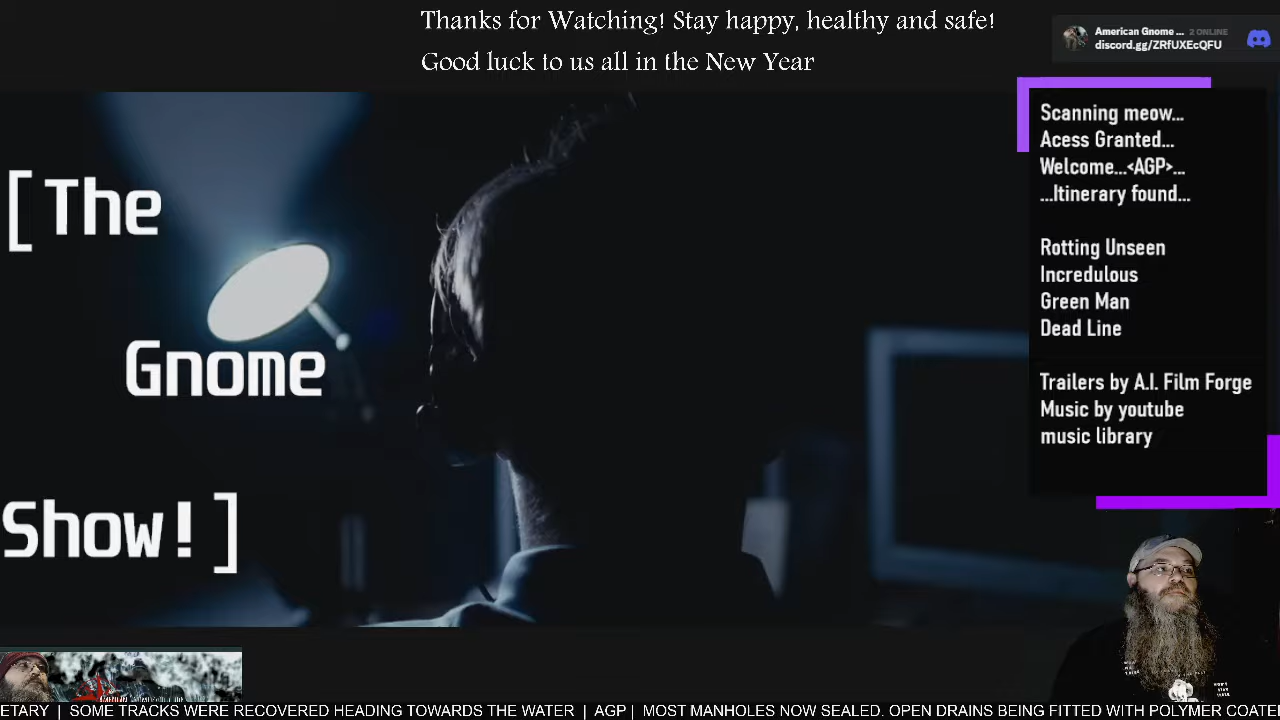 Thanks for Watching! Stay happy, healthy and safe!
Good luck to us all in the New Year
American Gnome ... 2 ONLINE
discord.gg/ZRfUXEcQFU
[The
Gnome
Show!]
Scanning meow...
Acess Granted...
Welcome...<AGP>...
...Itinerary found...
Rotting Unseen
Incredulous
Green Man
Dead Line
Trailers by A.I. Film Forge
Music by youtube
music library
ETARY | SOME TRACKS WERE RECOVERED HEADING TOWARDS THE WATER | AGP | MOST MANHOLES NOW SEALED. OPEN DRAINS BEING FITTED WITH POLYMER COATE